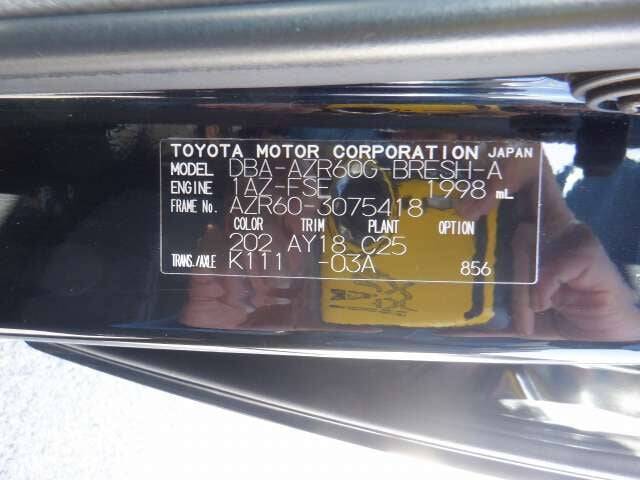 TOYOTA MOTOR CORPORATION JAPAN
MODEL DBA-AZR60G-BRESH-A
ENGINE 1AZ-FSE 1998 mL
FRAME No. AZR60-3075418
COLOR TRIM PLANT OPTION
202 AY18 C25
TRANS./AXLE K111 -03A 856